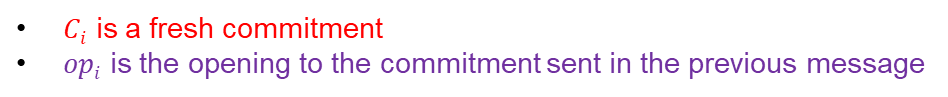 • C_i is a fresh commitment
• op_i is the opening to the commitment sent in the previous message